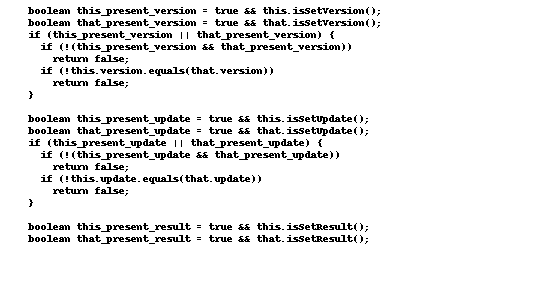 boolean this_present_version = true && this.isSetVersion();
boolean that_present_version = true && that.isSetVersion();
if (this_present_version || that_present_version) {
  if (!(this_present_version && that_present_version))
    return false;
  if (!this.version.equals(that.version))
    return false;
}

boolean this_present_update = true && this.isSetUpdate();
boolean that_present_update = true && that.isSetUpdate();
if (this_present_update || that_present_update) {
  if (!(this_present_update && that_present_update))
    return false;
  if (!this.update.equals(that.update))
    return false;
}

boolean this_present_result = true && this.isSetResult();
boolean that_present_result = true && that.isSetResult();